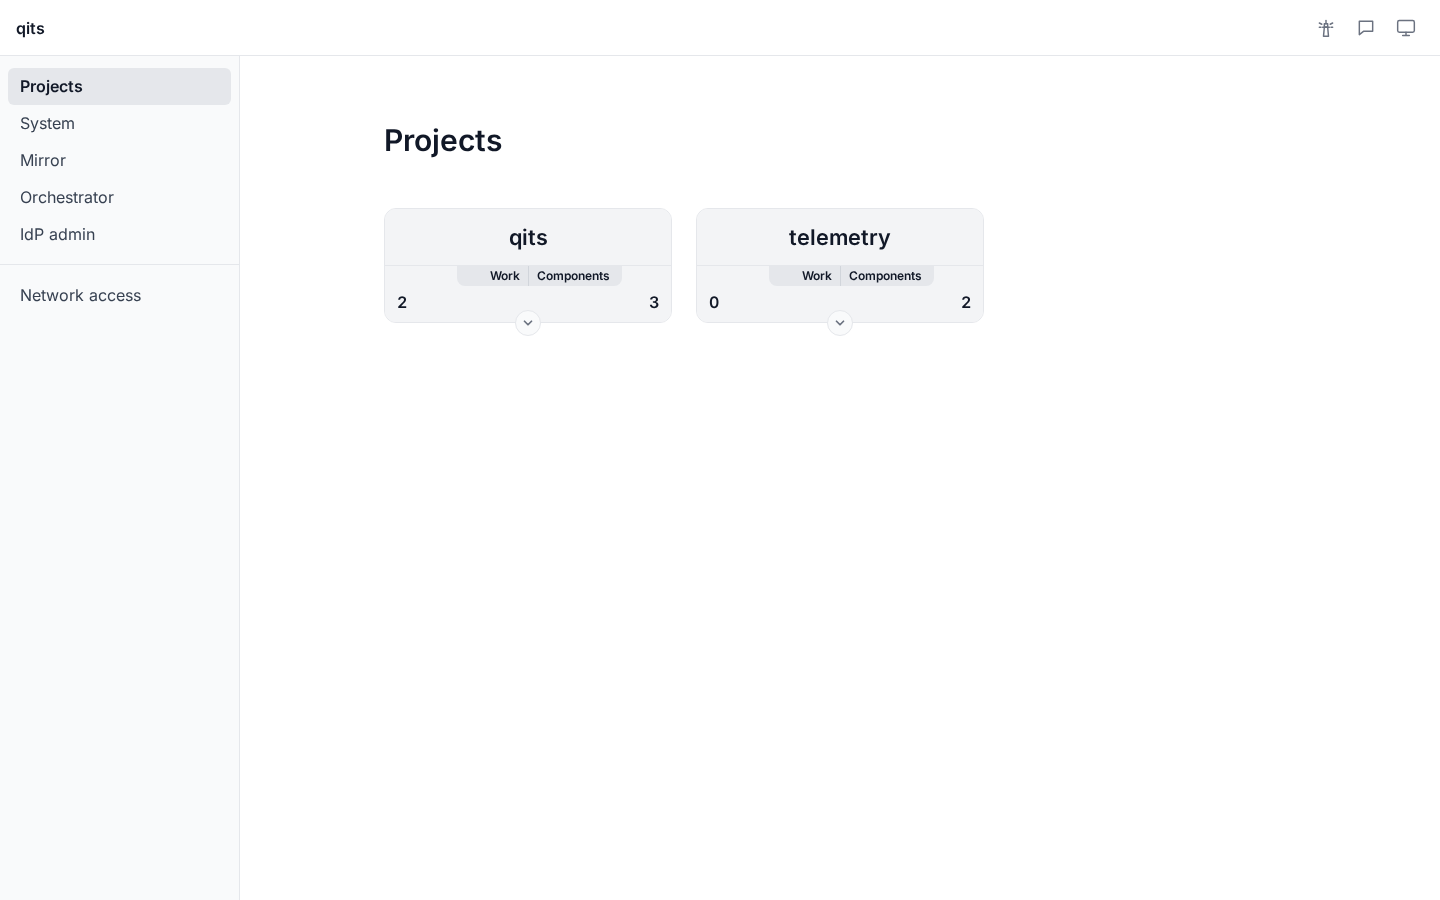 qits
Projects
System
Mirror
Orchestrator
IdP admin
Network access
Projects
qits
Work Components
2 3
telemetry
Work Components
0 2